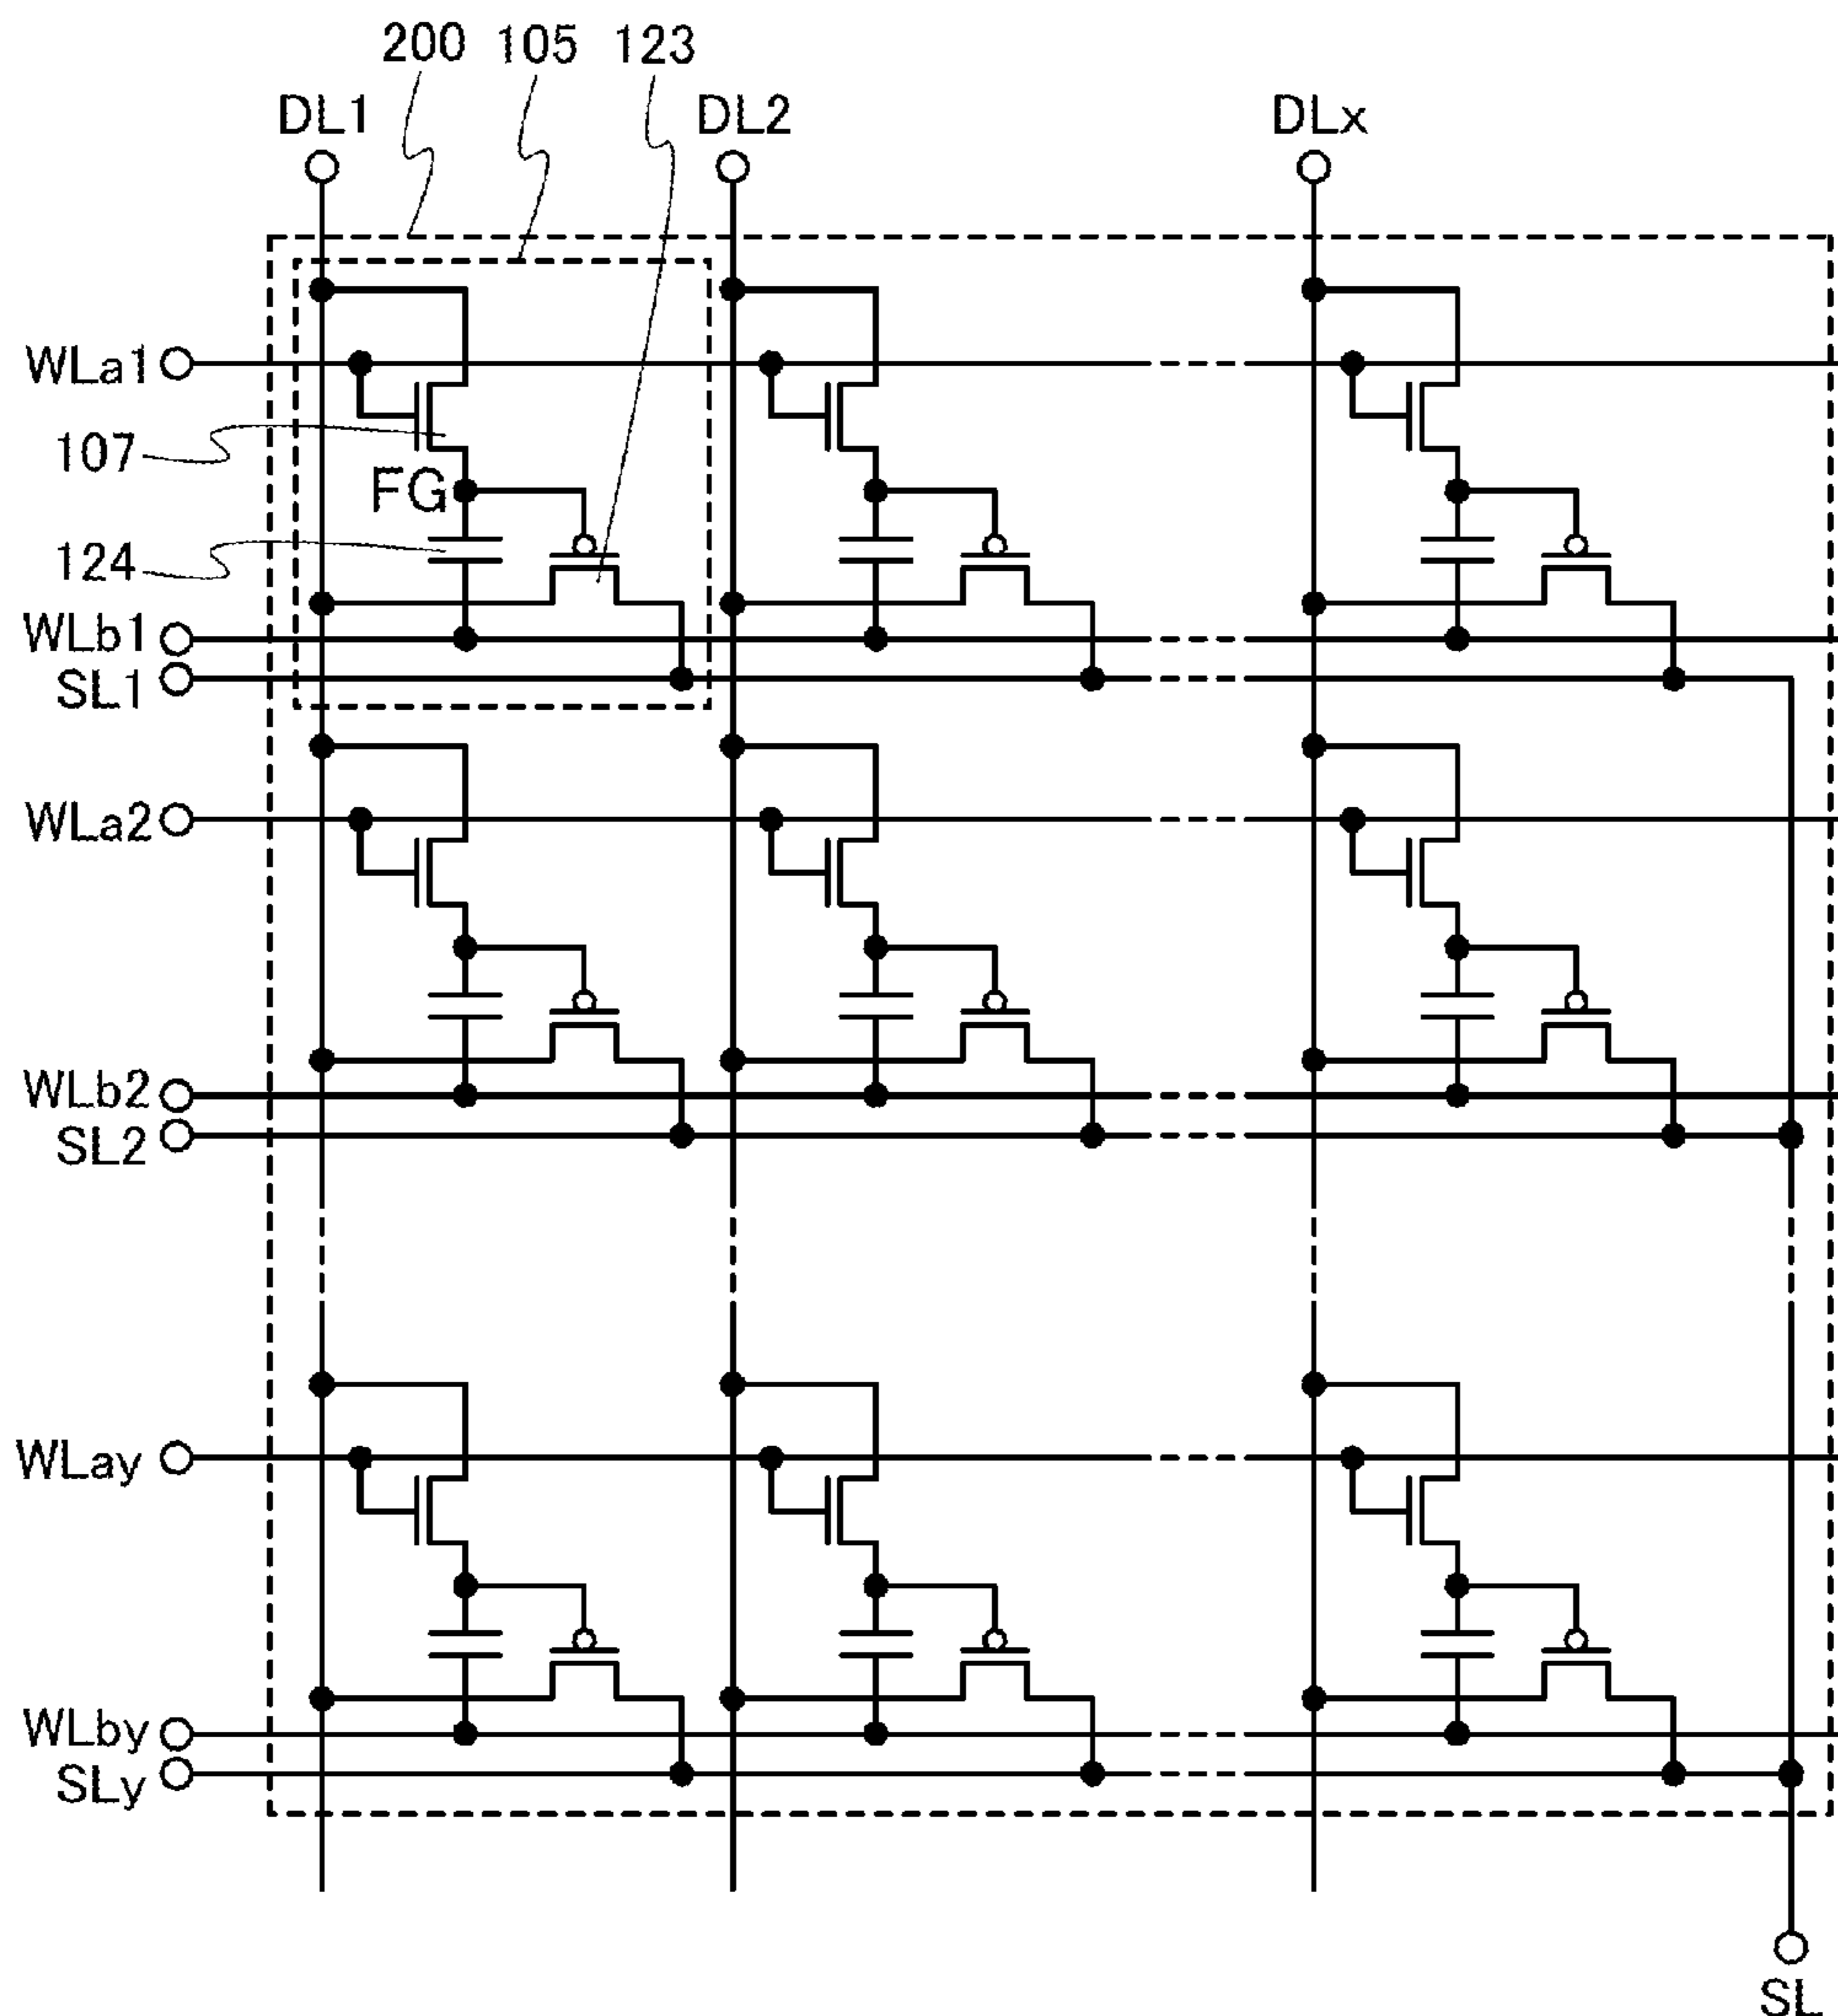 200 105 123
DL1 DL2 DLx
WLa1
107
FG
124
WLb1
SL1
WLa2
WLb2
SL2
WLay
WLby
SLy
SL